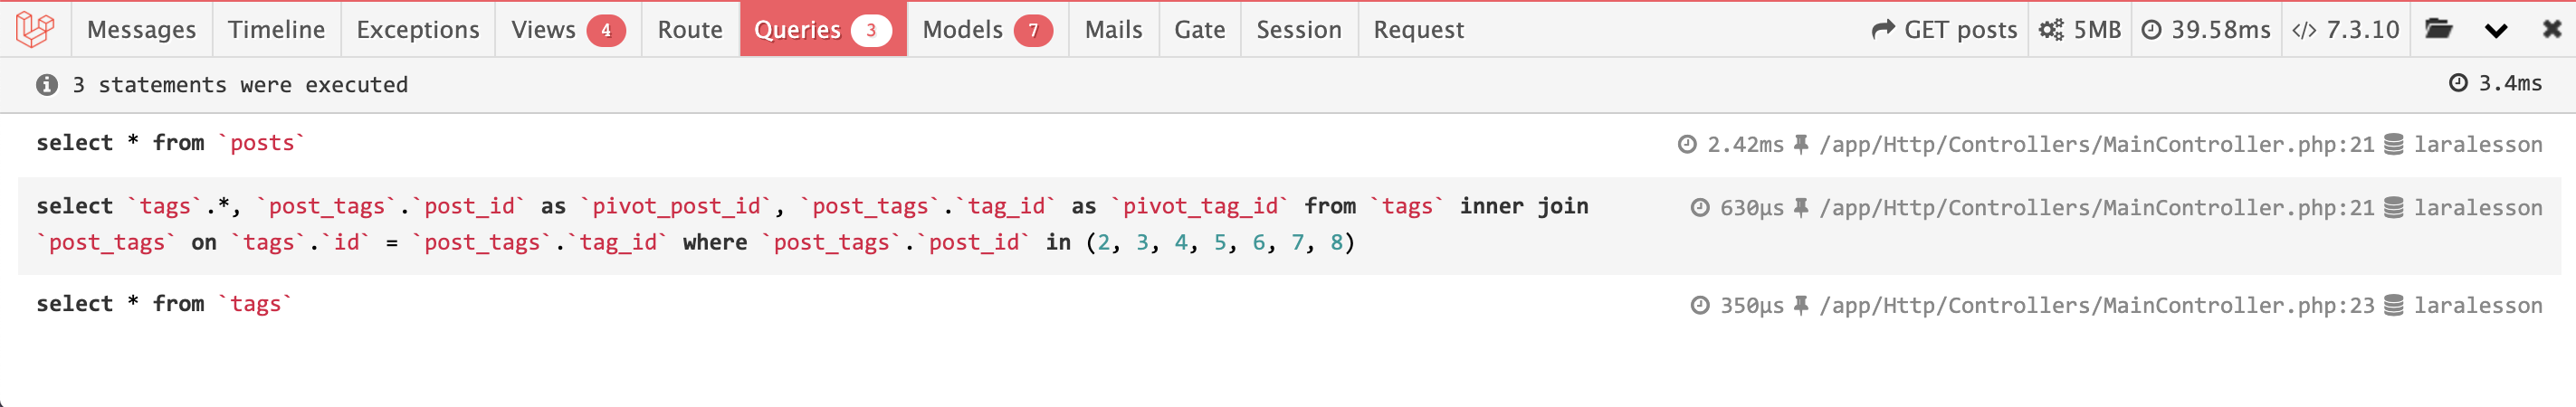 Messages Timeline Exceptions Views 4 Route Queries 3 Models 7 Mails Gate Session Request GET posts 5MB 39.58ms </> 7.3.10
3 statements were executed 3.4ms
select * from `posts` 2.42ms /app/Http/Controllers/MainController.php:21 laralesson
select `tags`.*, `post_tags`.`post_id` as `pivot_post_id`, `post_tags`.`tag_id` as `pivot_tag_id` from `tags` inner join 630μs /app/Http/Controllers/MainController.php:21 laralesson
`post_tags` on `tags`.`id` = `post_tags`.`tag_id` where `post_tags`.`post_id` in (2, 3, 4, 5, 6, 7, 8)
select * from `tags` 350μs /app/Http/Controllers/MainController.php:23 laralesson